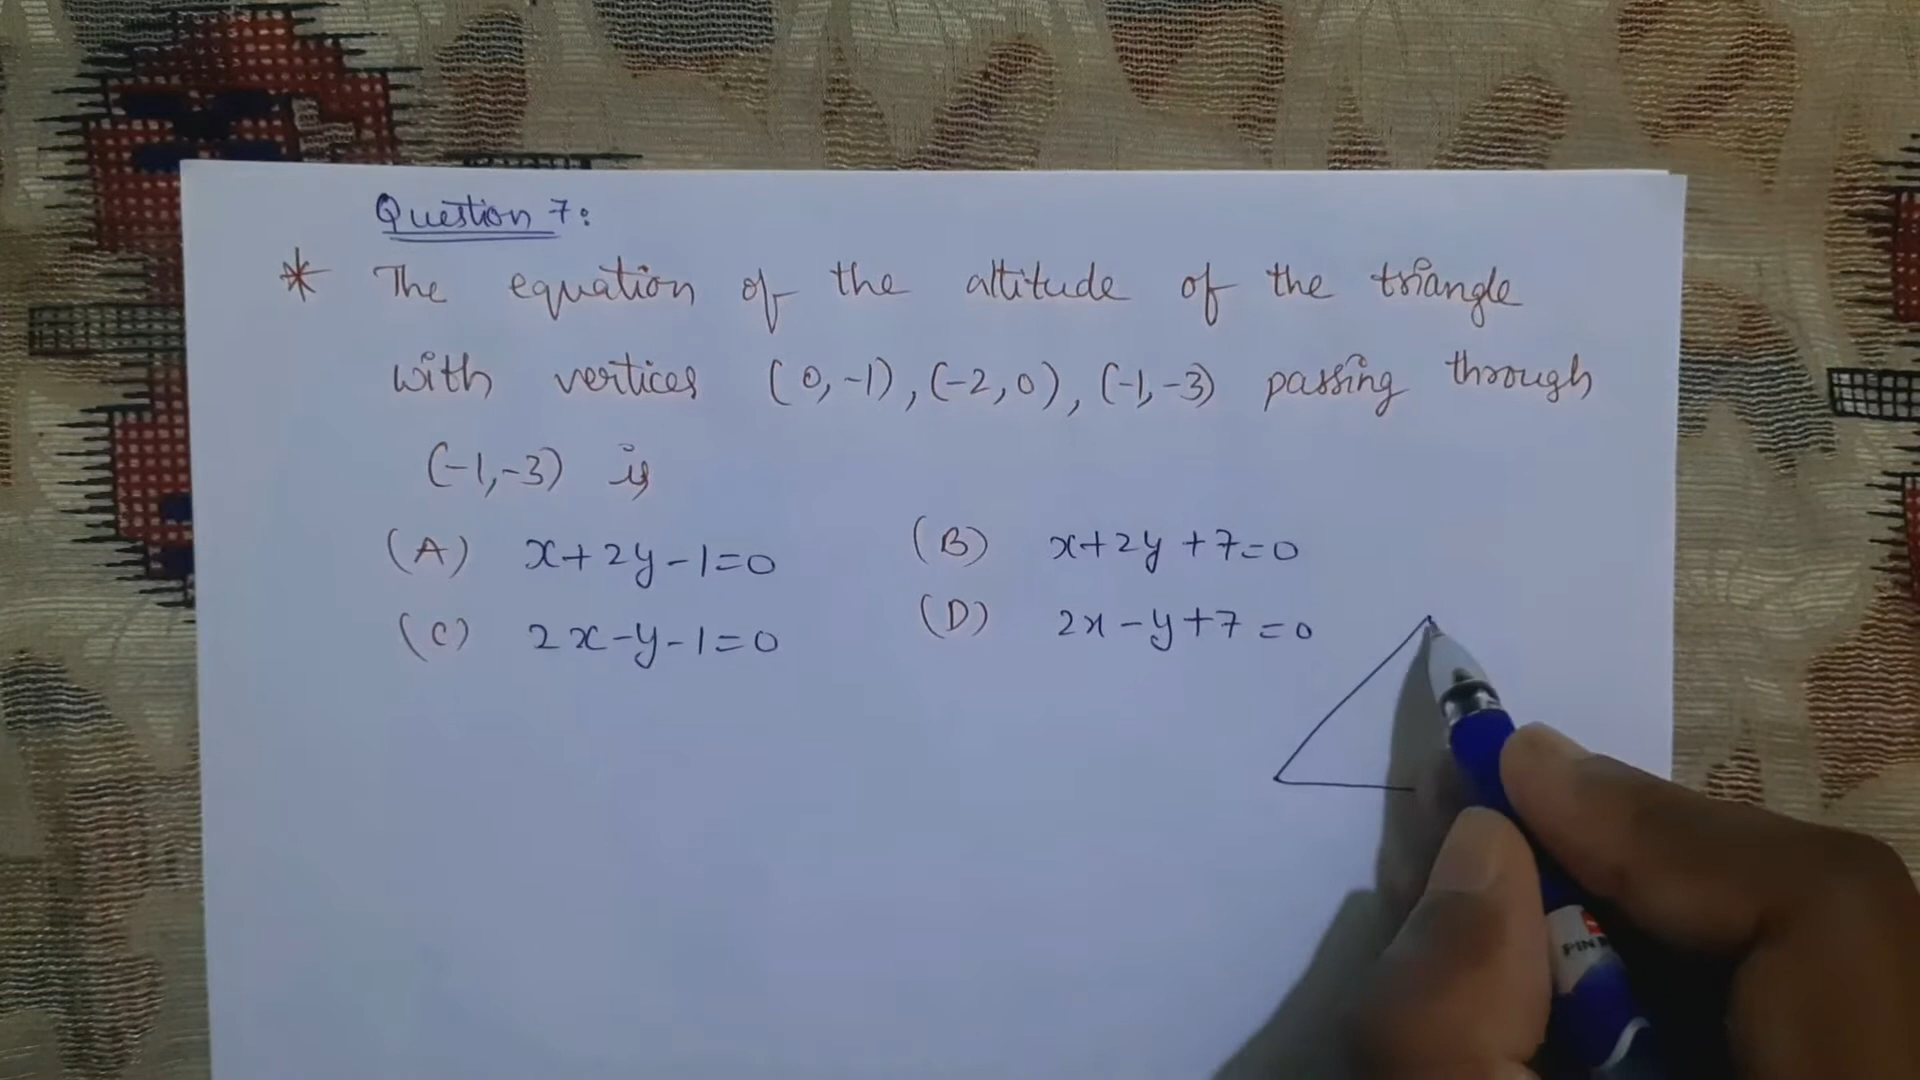 Question 7:
* The equation of the altitude of the triangle
with vertices (0,-1), (-2,0), (-1,-3) passing through
(-1,-3) is
(A) x+2y-1=0 (B) x+2y+7=0
(C) 2x-y-1=0 (D) 2x-y+7=0